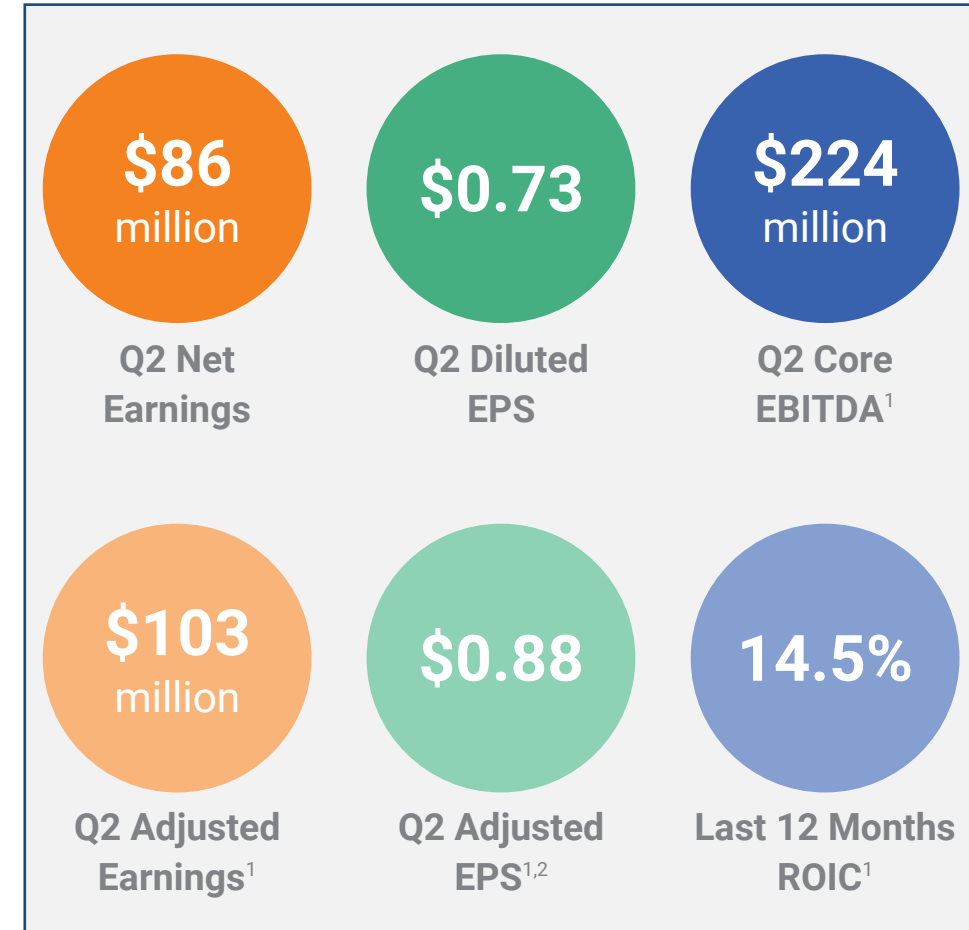 $86
million
Q2 Net
Earnings
$0.73
Q2 Diluted
EPS
$224
million
Q2 Core
EBITDA¹
$103
million
Q2 Adjusted
Earnings¹
$0.88
Q2 Adjusted
EPS¹,²
14.5%
Last 12 Months
ROIC¹